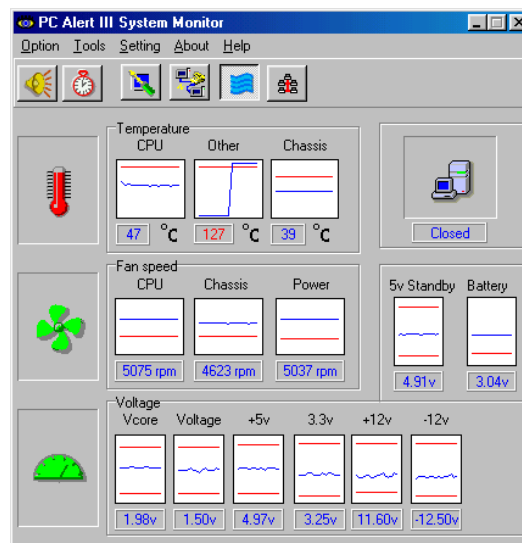 PC Alert III System Monitor
Option Tools Setting About Help
Temperature
CPU Other Chassis
47 °C 127 °C 39 °C
Closed
Fan speed
CPU Chassis Power
5075 rpm 4623 rpm 5037 rpm
5v Standby Battery
4.91v 3.04v
Voltage
Vcore Voltage +5v 3.3v +12v -12v
1.98v 1.50v 4.97v 3.25v 11.60v -12.50v